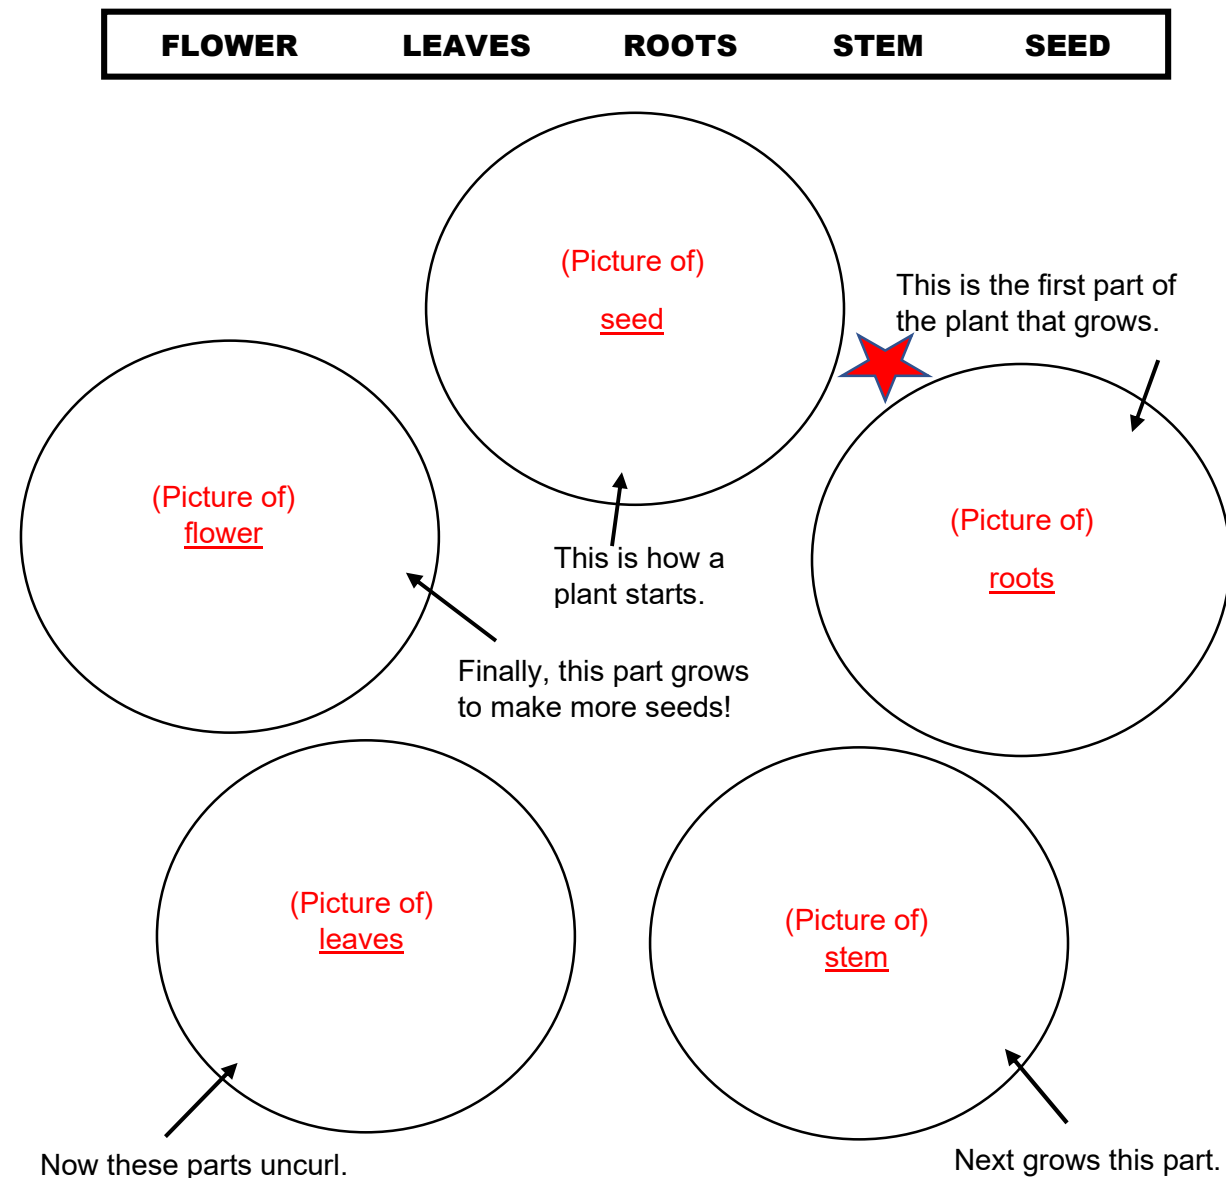 FLOWER LEAVES ROOTS STEM SEED
(Picture of)
seed
This is how a
plant starts.
This is the first part of
the plant that grows.
(Picture of)
roots
(Picture of)
stem
Next grows this part.
(Picture of)
leaves
Now these parts uncurl.
(Picture of)
flower
Finally, this part grows
to make more seeds!